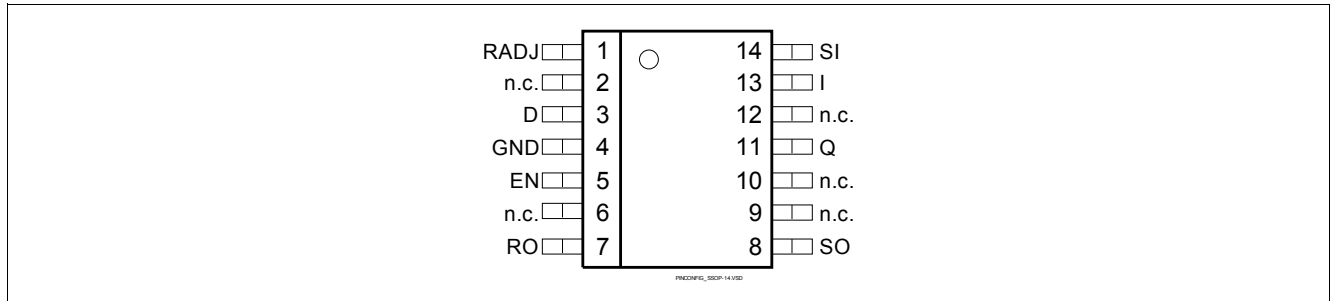 RADJ 1 14 SI
n.c. 2 13 I
D 3 12 n.c.
GND 4 11 Q
EN 5 10 n.c.
n.c. 6 9 n.c.
RO 7 8 SO
PINCONFIG_SSOP-14.VSD